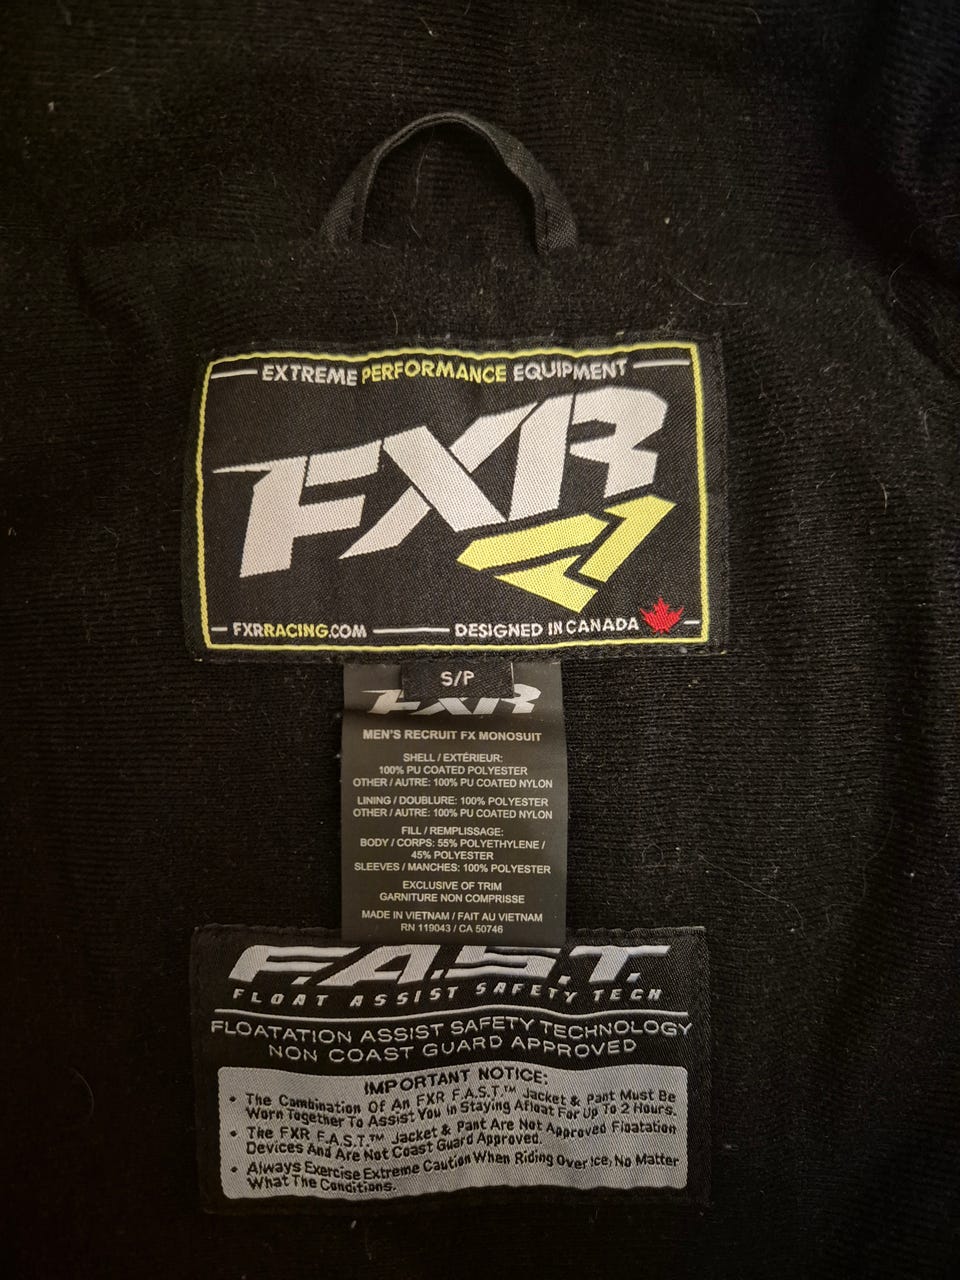 EXTREME PERFORMANCE EQUIPMENT
FXR
FXRRACING.COM
DESIGNED IN CANADA
S/P
FXR
MEN'S RECRUIT FX MONOSUIT
SHELL / EXTÉRIEUR:
100% PU COATED POLYESTER
OTHER / AUTRE: 100% PU COATED NYLON
LINING / DOUBLURE: 100% POLYESTER
OTHER / AUTRE: 100% PU COATED NYLON
FILL / REMPLISSAGE:
BODY / CORPS: 55% POLYETHYLENE /
45% POLYESTER
SLEEVES / MANCHES: 100% POLYESTER
EXCLUSIVE OF TRIM
GARNITURE NON COMPRISSE
MADE IN VIETNAM / FAIT AU VIETNAM
RN 119043 / CA 50746
F.A.S.T.
FLOAT ASSIST SAFETY TECH
FLOATATION ASSIST SAFETY TECHNOLOGY
NON COAST GUARD APPROVED
IMPORTANT NOTICE:
• The Combination Of An FXR F.A.S.T.™ Jacket & Pant Must Be
Worn Together To Assist You in Staying Afloat For Up To 2 Hours.
• The FXR F.A.S.T.™ Jacket & Pant Are Not Approved Floatation
Devices And Are Not Coast Guard Approved.
• Always Exercise Extreme Caution When Riding Over Ice, No Matter
What The Conditions.